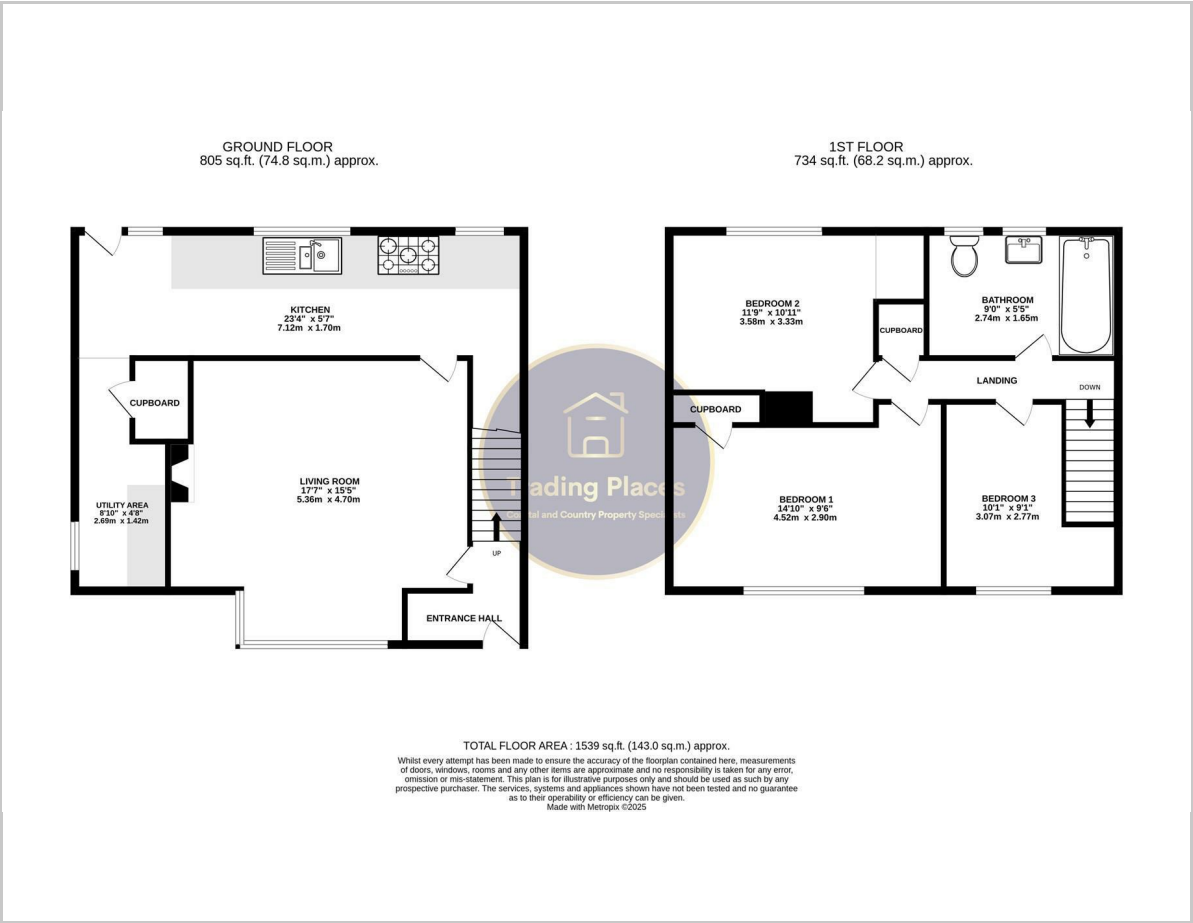 GROUND FLOOR
805 sq.ft. (74.8 sq.m.) approx.
1ST FLOOR
734 sq.ft. (68.2 sq.m.) approx.
KITCHEN
23'4" x 5'7"
7.12m x 1.70m
CUPBOARD
LIVING ROOM
17'7" x 15'5"
5.36m x 4.70m
UTILITY AREA
8'10" x 4'8"
2.69m x 1.42m
UP
ENTRANCE HALL
BEDROOM 2
11'9" x 10'11"
3.58m x 3.33m
CUPBOARD
BATHROOM
9'0" x 5'5"
2.74m x 1.65m
LANDING
DOWN
CUPBOARD
BEDROOM 1
14'10" x 9'6"
4.52m x 2.90m
BEDROOM 3
10'1" x 9'1"
3.07m x 2.77m
Trading Places
Coastal and Country Property Specialists
TOTAL FLOOR AREA : 1539 sq.ft. (143.0 sq.m.) approx.
Whilst every attempt has been made to ensure the accuracy of the floorplan contained here, measurements
of doors, windows, rooms and any other items are approximate and no responsibility is taken for any error,
omission or mis-statement. This plan is for illustrative purposes only and should be used as such by any
prospective purchaser. The services, systems and appliances shown have not been tested and no guarantee
as to their operability or efficiency can be given.
Made with Metropix ©2025